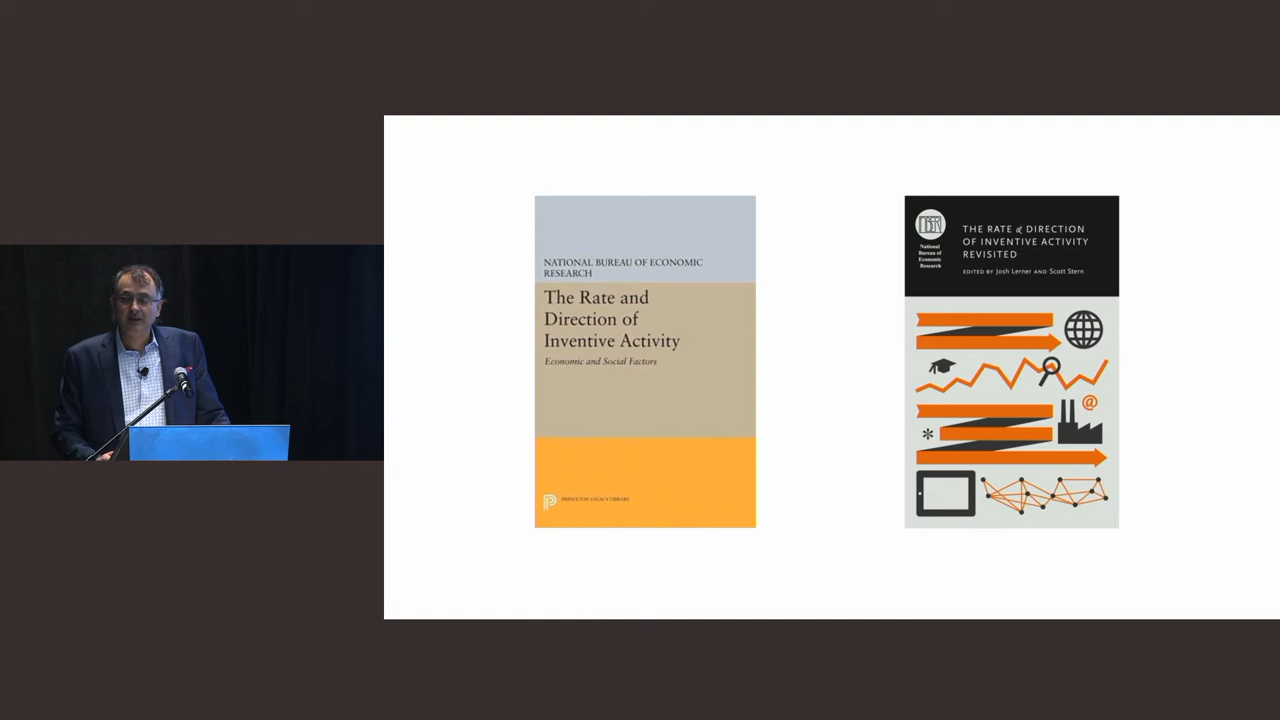 NATIONAL BUREAU OF ECONOMIC
RESEARCH
The Rate and
Direction of
Inventive Activity
Economic and Social Factors
PRINCETON LEGACY LIBRARY
NBER
National
Bureau of
Economic
Research
THE RATE & DIRECTION
OF INVENTIVE ACTIVITY
REVISITED
EDITED BY Josh Lerner AND Scott Stern
@
*